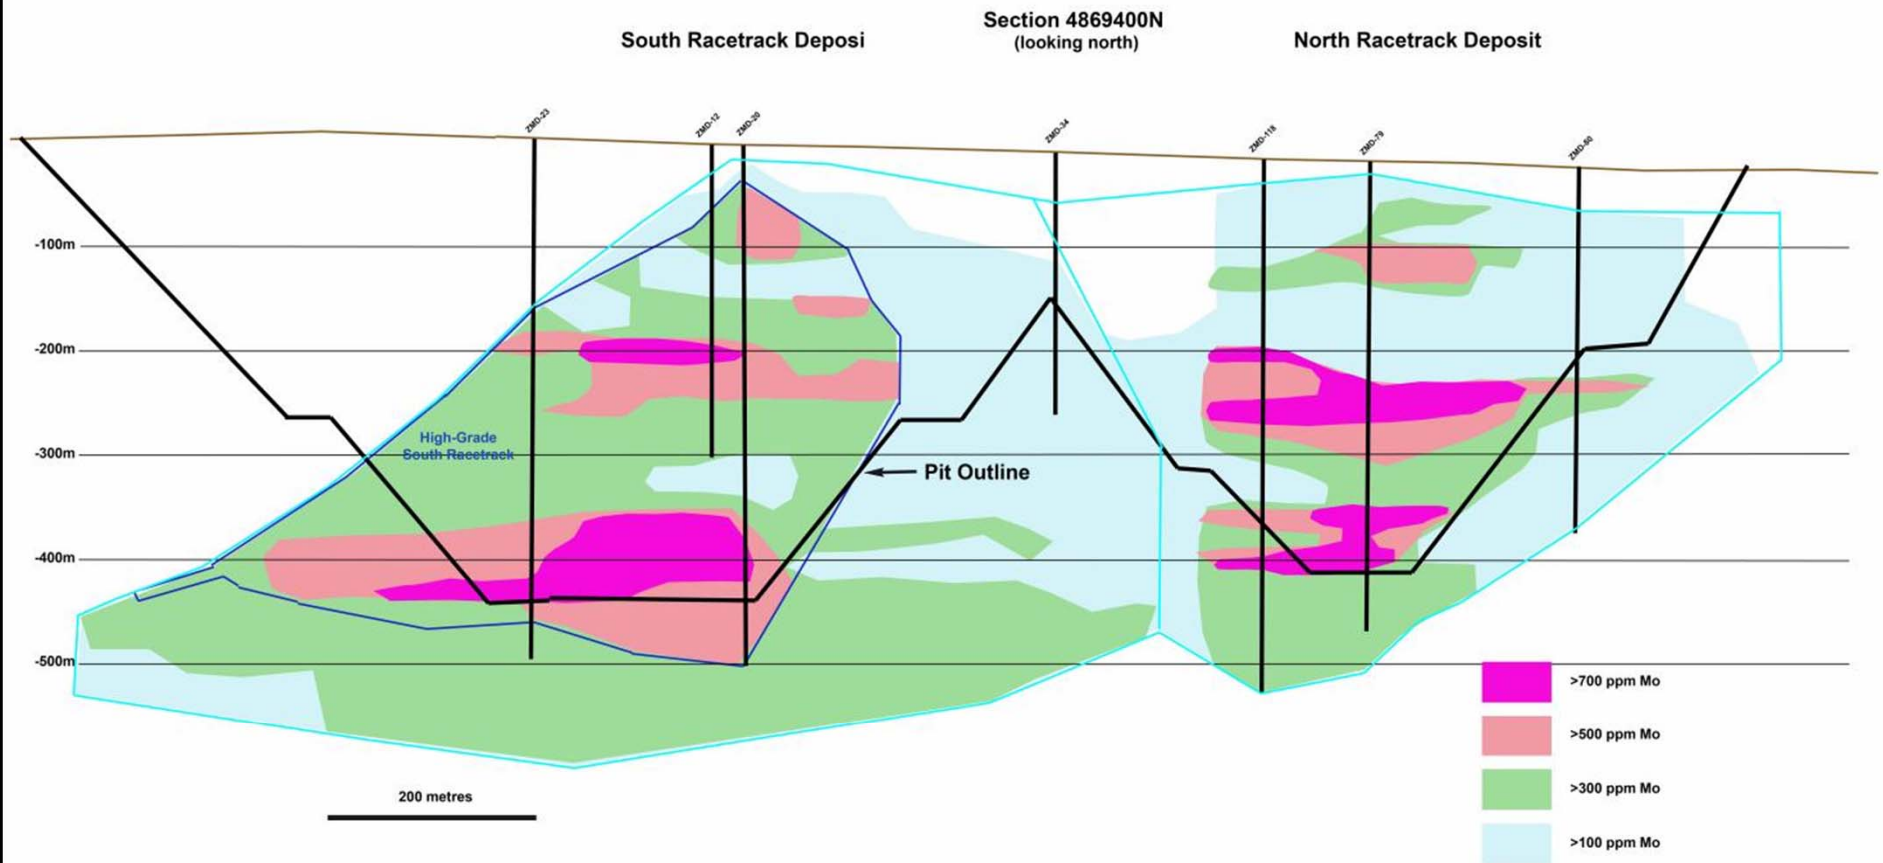 Section 4869400N
(looking north)
South Racetrack Deposi
North Racetrack Deposit
ZMD-23
ZMD-12
ZMD-20
ZMD-34
ZMD-118
ZMD-79
ZMD-80
-100m
-200m
-300m
-400m
-500m
High-Grade
South Racetrack
Pit Outline
>700 ppm Mo
>500 ppm Mo
>300 ppm Mo
>100 ppm Mo
200 metres